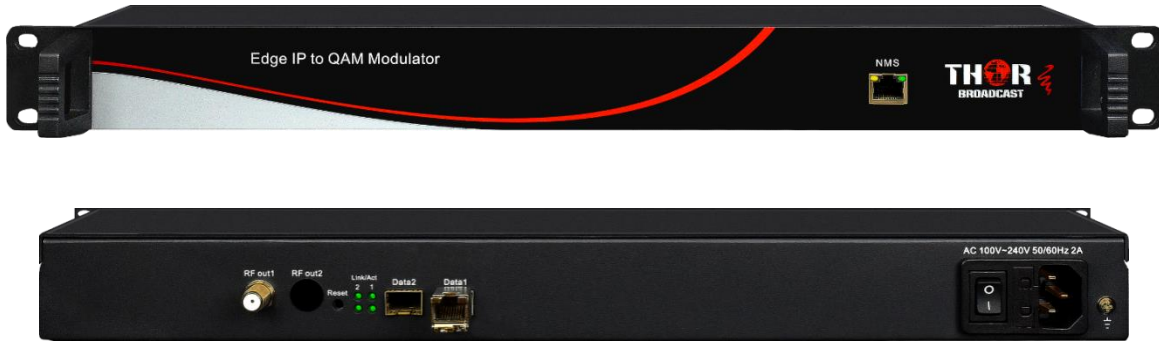 Edge IP to QAM Modulator
NMS
THOR
BROADCAST
AC 100V~240V 50/60Hz 2A
RF out1
RF out2
Reset
Link/Act
2 1
Data2
Data1
O
I